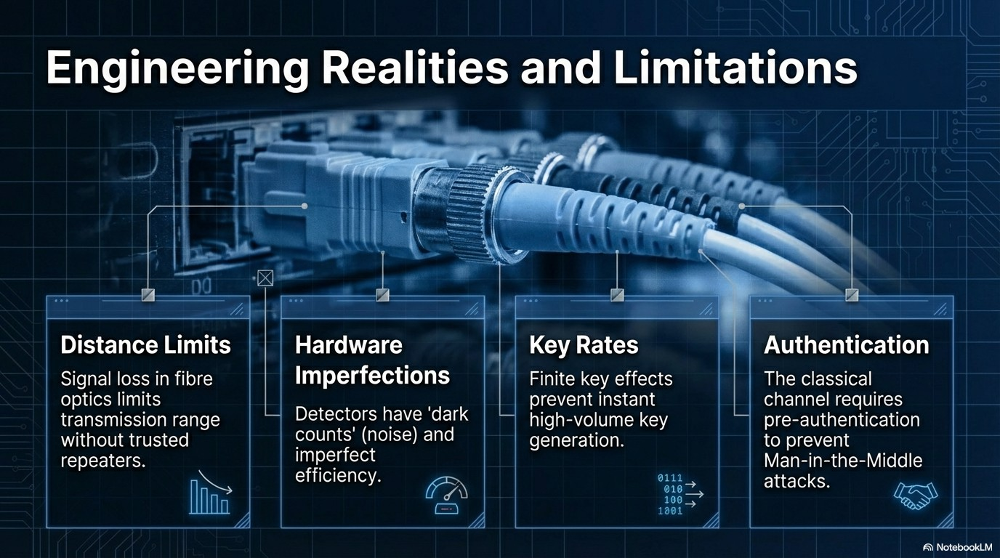 Engineering Realities and Limitations
DO
Distance Limits
Signal loss in fibre
optics limits
transmission range
without trusted
repeaters.
Hardware
Imperfections
Detectors have 'dark
counts' (noise) and
imperfect
efficiency.
Key Rates
Finite key effects
prevent instant
high-volume key
generation.
0111
010
100
1001
Authentication
The classical
channel requires
pre-authentication
to prevent
Man-in-the-Middle
attacks.
NotebookLM